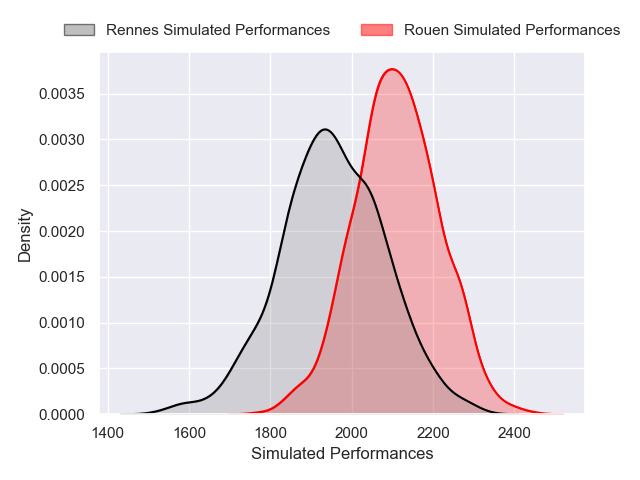 Rennes Simulated Performances Rouen Simulated Performances
0.0035
0.0030
0.0025
0.0020
0.0015
0.0010
0.0005
0.0000
Density
1400 1600 1800 2000 2200 2400
Simulated Performances